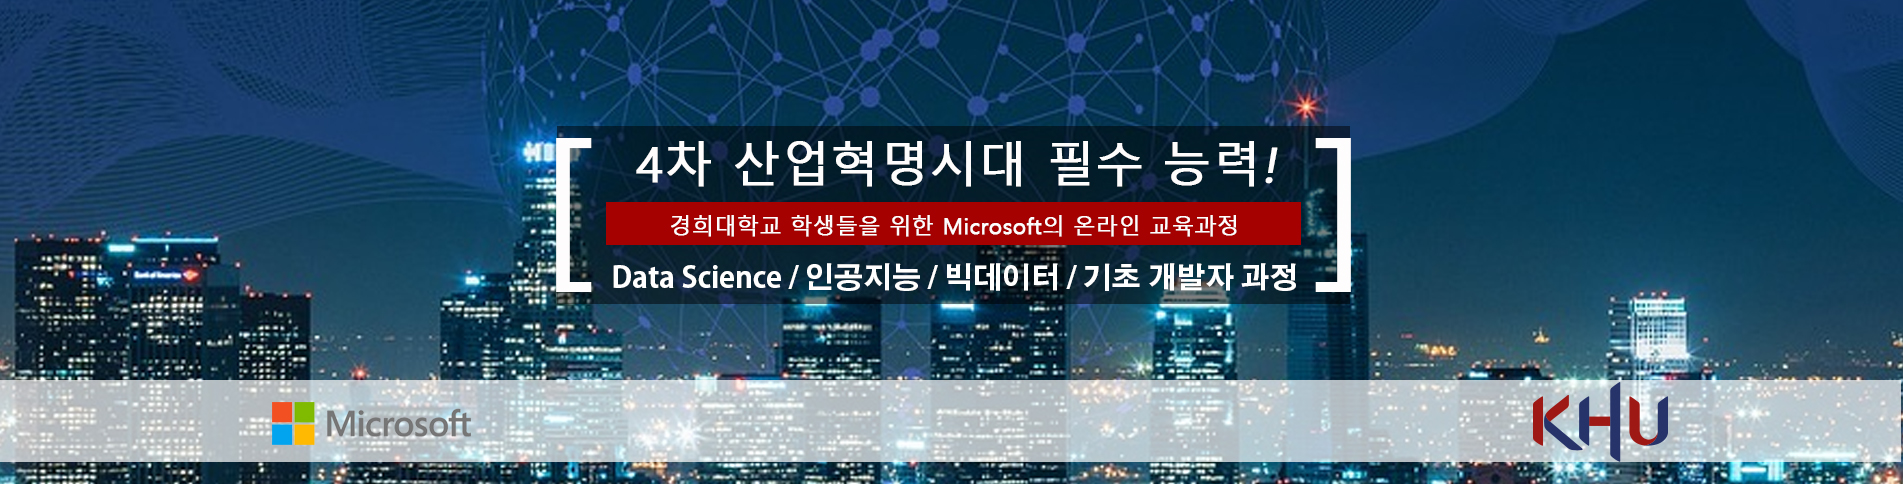 4차 산업혁명시대 필수 능력!
경희대학교 학생들을 위한 Microsoft의 온라인 교육과정
Data Science / 인공지능 / 빅데이터 / 기초 개발자 과정
Bank of America
Microsoft
KHU